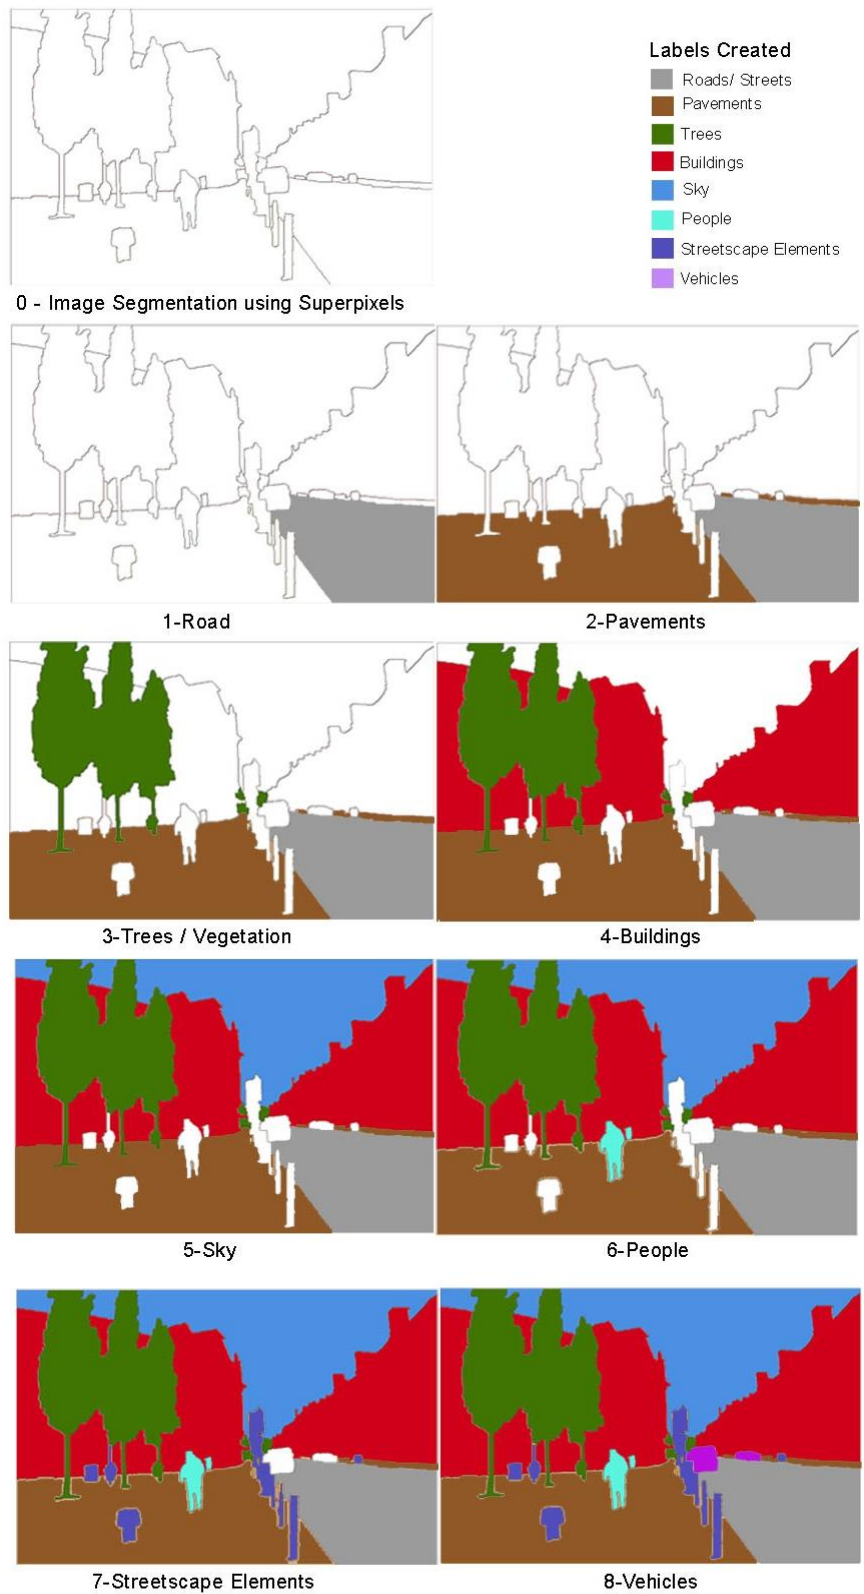 Labels Created
Roads/ Streets
Pavements
Trees
Buildings
Sky
People
Streetscape Elements
Vehicles
0 - Image Segmentation using Superpixels
1-Road
2-Pavements
3-Trees / Vegetation
4-Buildings
5-Sky
6-People
7-Streetscape Elements
8-Vehicles